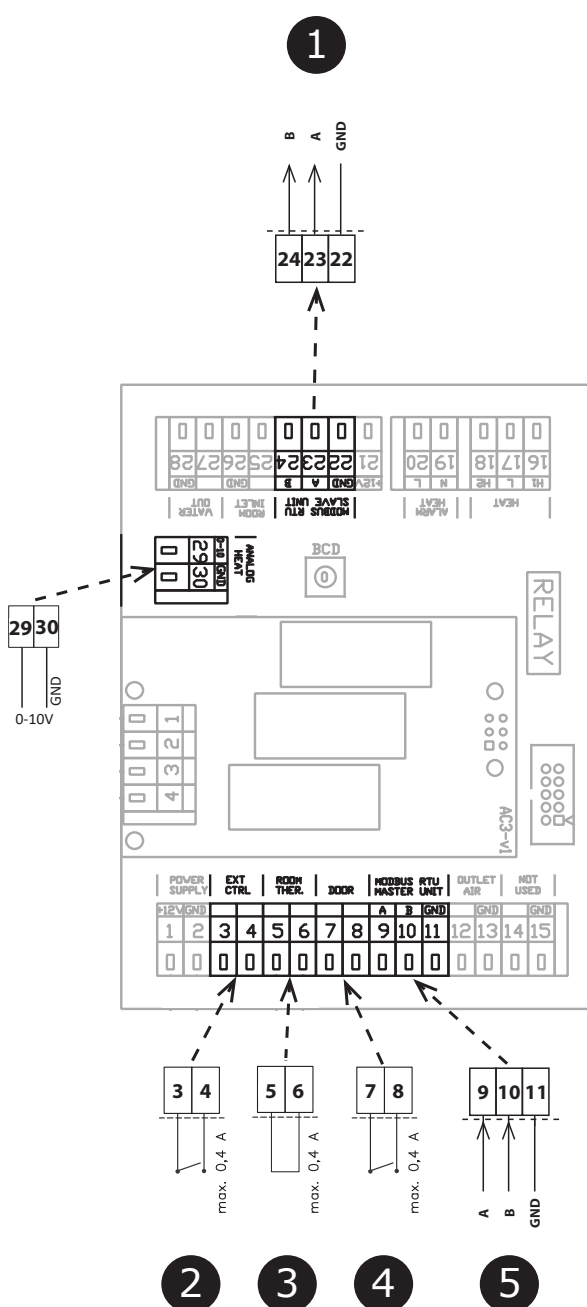 1
B A GND
24 23 22
28 27 26 25 24 23 22 21 20 19 18 17 16
GND GND B A GND +12V L N H2 L H1
VATER OUT
ROOM INLET
MODBUS RTU
SLAVE UNIT
ALARM HEAT
HEAT
29 30
0-10 GND
ANALOG
HEAT
BCD
RELAY
29 30
GND
0-10V
1
2
3
4
AC3-v1
POWER SUPPLY
EXT CTRL
ROOM THER.
DOOR
MODBUS RTU
MASTER UNIT
OUTLET AIR
NOT USED
+12V GND A B GND GND GND
1 2 3 4 5 6 7 8 9 10 11 12 13 14 15
3 4
max. 0,4 A
5 6
max. 0,4 A
7 8
max. 0,4 A
9 10 11
A B GND
2 3 4 5